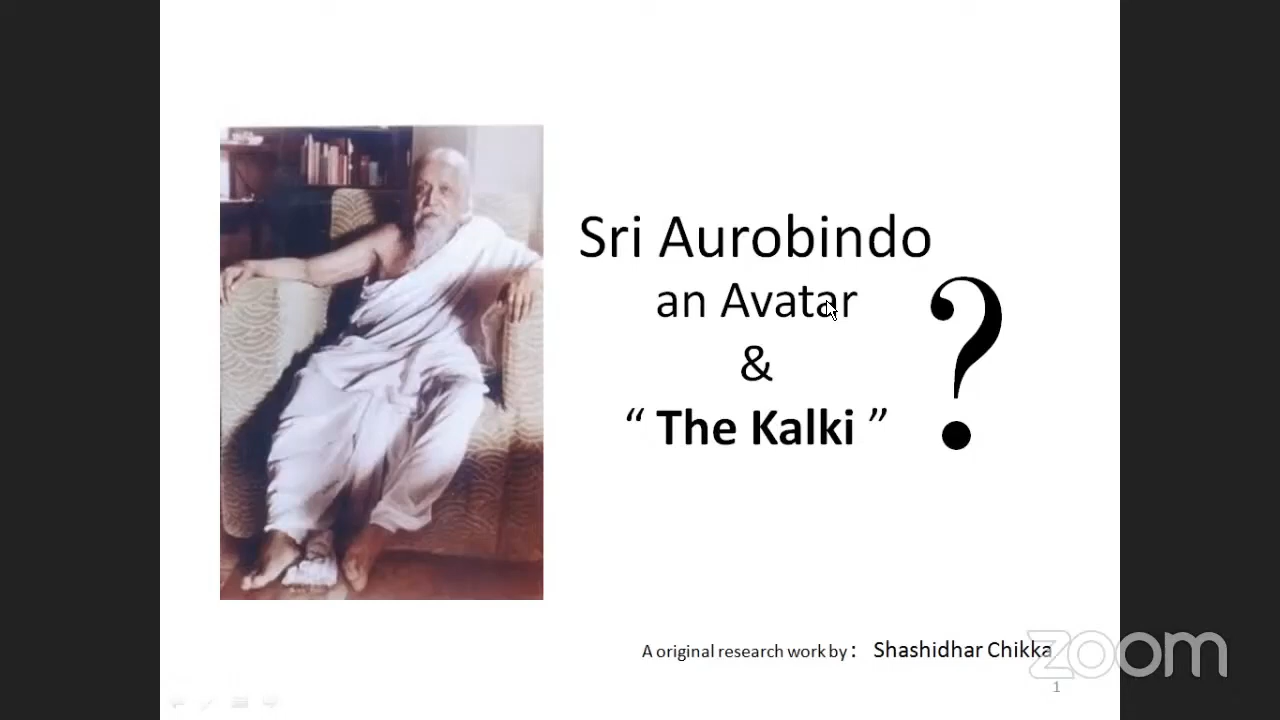 Sri Aurobindo
an Avatar
&
“ The Kalki ”
?
A original research work by : Shashidhar Chikka
zoom
1